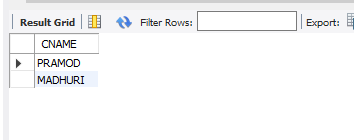 Result Grid Filter Rows: Export:
CNAME
PRAMOD
MADHURI